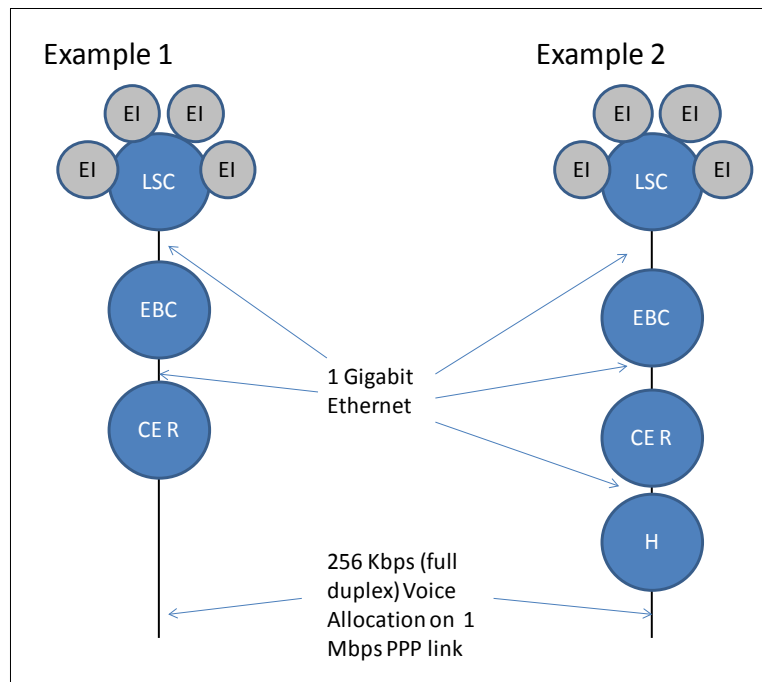 Example 1
EI
EI
EI
EI
LSC
EBC
CE R
Example 2
EI
EI
EI
EI
LSC
EBC
CE R
H
1 Gigabit
Ethernet
256 Kbps (full
duplex) Voice
Allocation on 1
Mbps PPP link